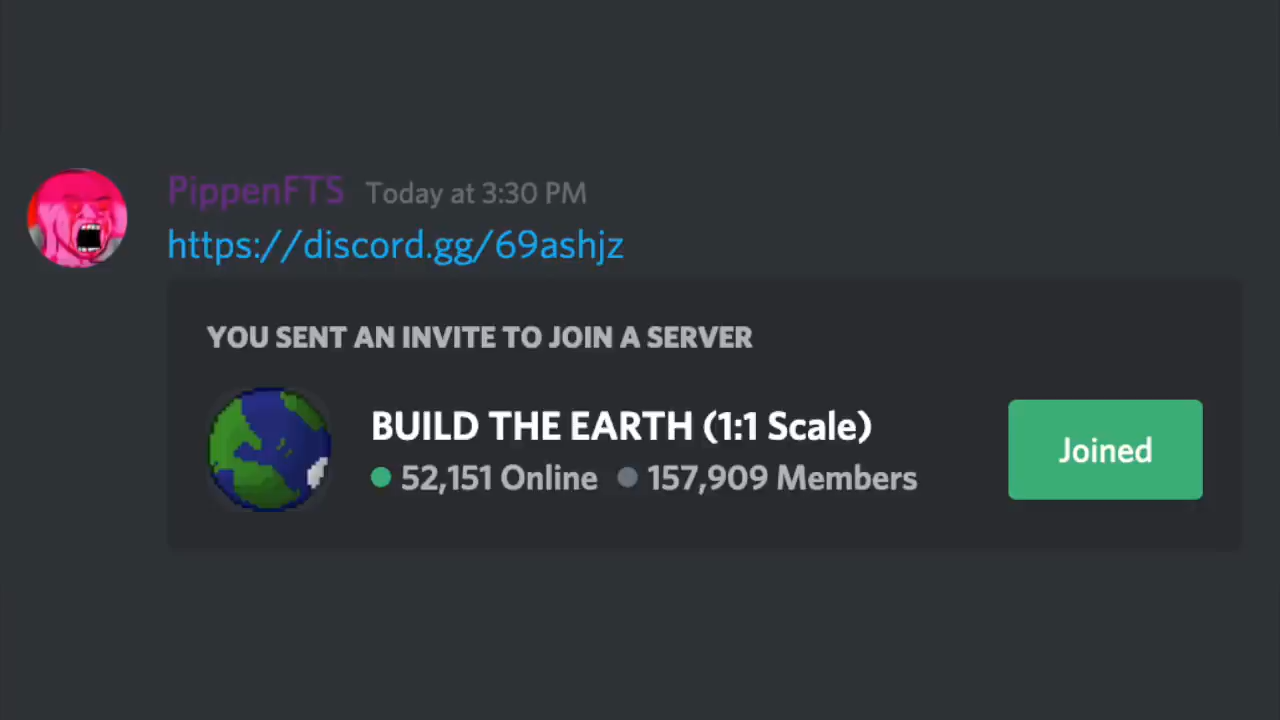 PippenFTS Today at 3:30 PM
https://discord.gg/69ashjz
YOU SENT AN INVITE TO JOIN A SERVER
BUILD THE EARTH (1:1 Scale)
52,151 Online 157,909 Members
Joined